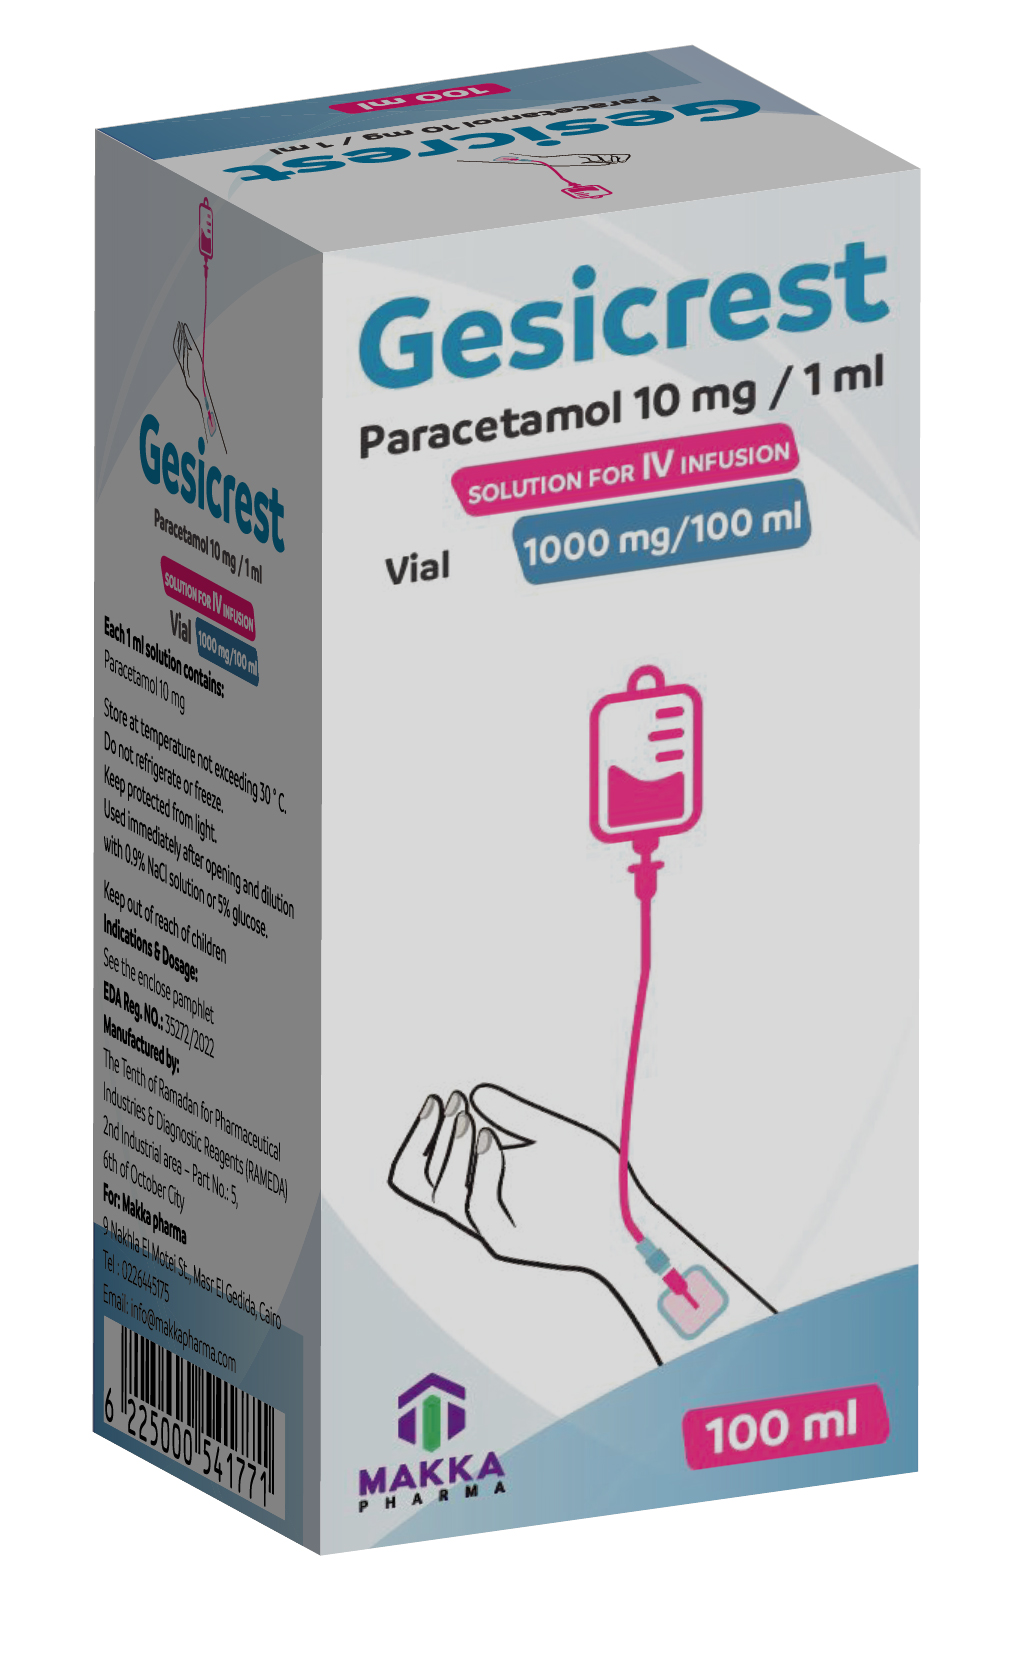 100 ml
Paracetamol 10 mg / 1 ml
Gesicrest
Gesicrest
Paracetamol 10 mg / 1 ml
SOLUTION FOR IV INFUSION
Vial
1000 mg/100 ml
MAKKA
PHARMA
100 ml
Gesicrest
Paracetamol 10 mg / 1 ml
SOLUTION FOR IV INFUSION
Vial 1000 mg/100 ml
Each 1 ml solution contains:
Paracetamol 10 mg
Store at temperature not exceeding 30 ° C.
Do not refrigerate or freeze.
Keep protected from light.
Used immediately after opening and dilution
with 0.9% NaCl solution or 5% glucose.
Keep out of reach of children
Indications & Dosage:
See the enclose pamphlet
EDA Reg. NO.: 35272/2022
Manufactured by:
The Tenth of Ramadan for Pharmaceutical
Industries & Diagnostic Reagents (RAMEDA)
2nd Industrial area – Part No.: 5,
6th of October City
For: Makka pharma
9 Nakhla El Motei St., Masr El Gedida, Cairo
Tel : 0226445175
Email: info@makkapharma.com
6 225000 541771